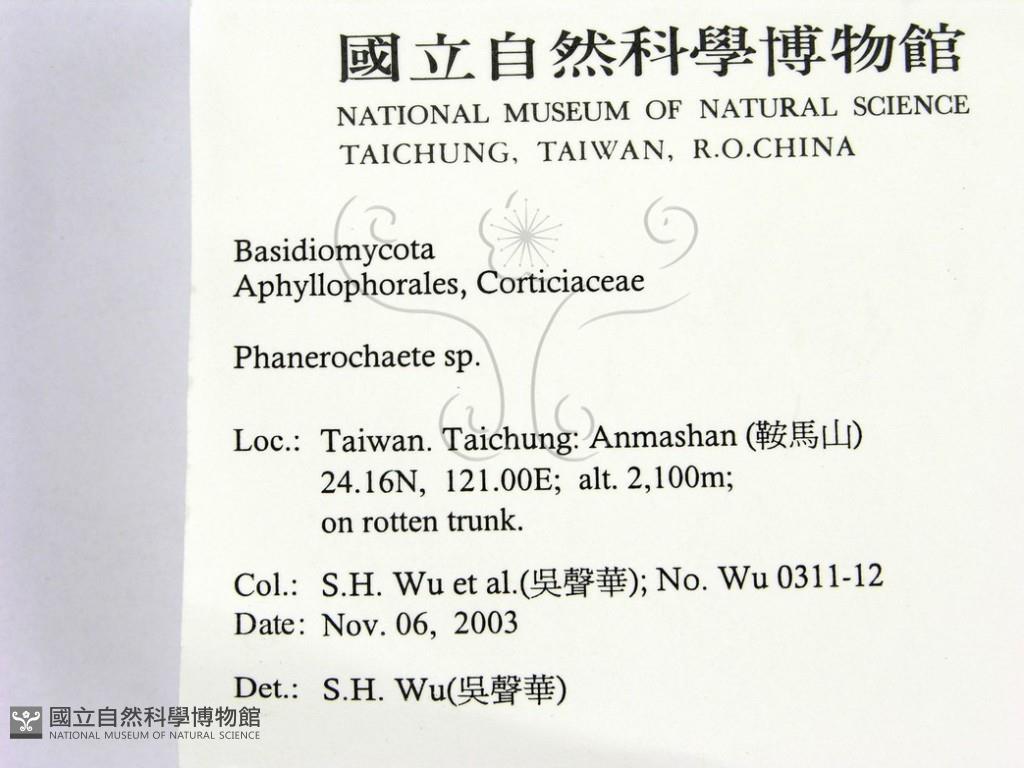 國立自然科學博物館
NATIONAL MUSEUM OF NATURAL SCIENCE
TAICHUNG, TAIWAN, R.O.CHINA
Basidiomycota
Aphyllophorales, Corticiaceae
Phanerochaete sp.
Loc.: Taiwan. Taichung: Anmashan (鞍馬山)
24.16N, 121.00E; alt. 2,100m;
on rotten trunk.
Col.: S.H. Wu et al.(吳聲華); No. Wu 0311-12
Date: Nov. 06, 2003
Det.: S.H. Wu(吳聲華)
國立自然科學博物館
NATIONAL MUSEUM OF NATURAL SCIENCE